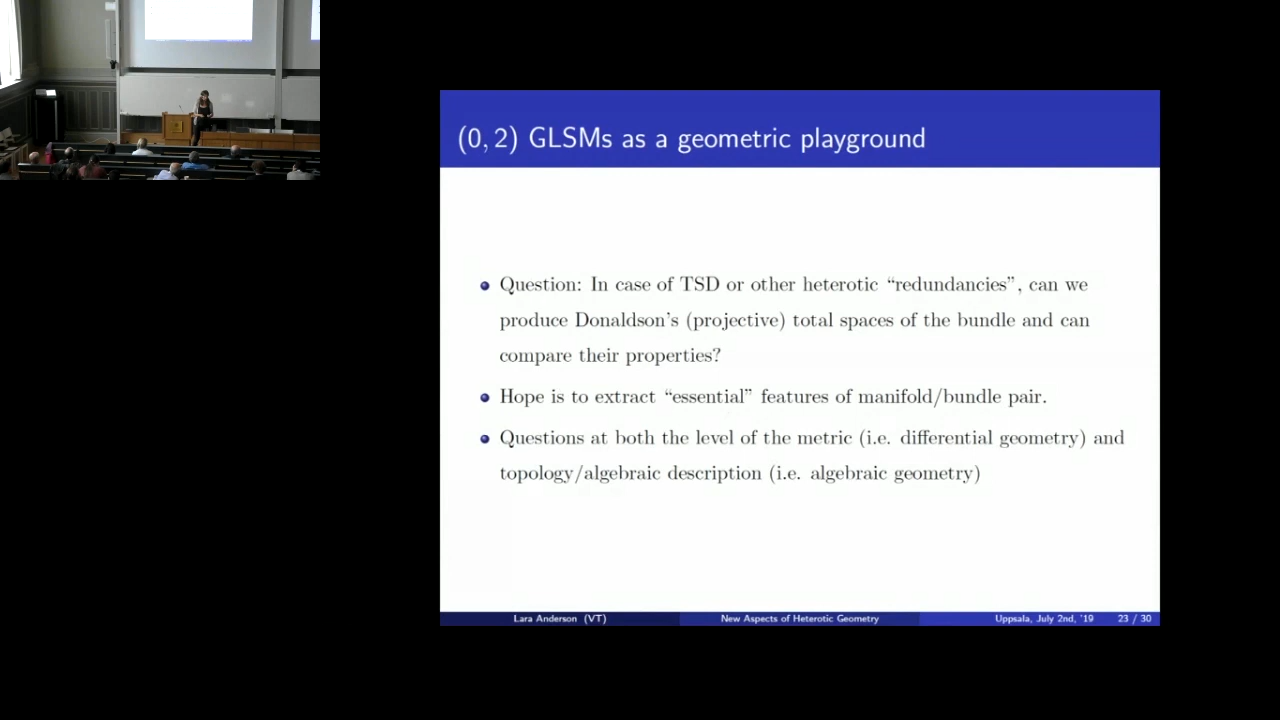 (0, 2) GLSMs as a geometric playground
Question: In case of TSD or other heterotic “redundancies”, can we
produce Donaldson's (projective) total spaces of the bundle and can
compare their properties?
Hope is to extract “essential” features of manifold/bundle pair.
Questions at both the level of the metric (i.e. differential geometry) and
topology/algebraic description (i.e. algebraic geometry)
Lara Anderson (VT) New Aspects of Heterotic Geometry Uppsala, July 2nd, '19 23 / 30